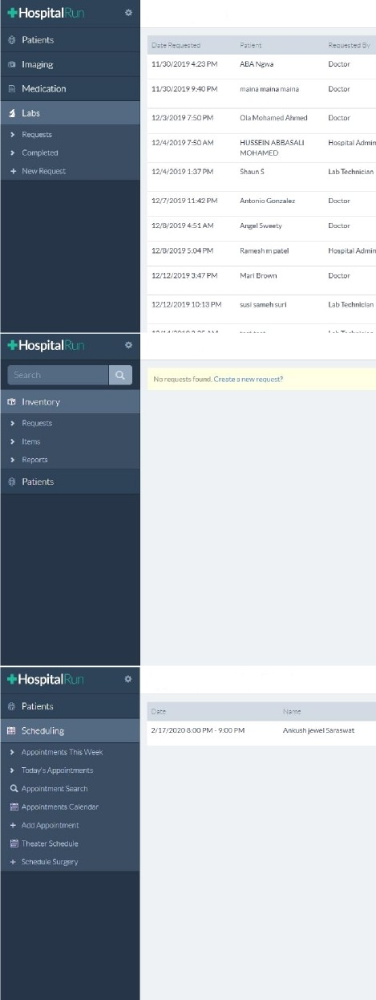 HospitalRun
Patients
Imaging
Medication
Labs
Requests
Completed
New Request
Date Requested Patient Requested By
11/30/2019 4:23 PM ABA Ngwa Doctor
11/30/2019 9:40 PM maina maina maina Doctor
12/3/2019 7:50 PM Ola Mohamed Ahmed Doctor
12/4/2019 7:50 AM HUSSEIN ABBASALI Hospital Admin
MOHAMED
12/4/2019 1:37 PM Shaun S Lab Technician
12/7/2019 11:42 PM Antonio Gonzalez Doctor
12/8/2019 4:51 AM Angel Sweety Doctor
12/8/2019 5:04 PM Ramesh m patel Hospital Admin
12/12/2019 3:47 PM Mari Brown Doctor
12/12/2019 10:13 PM susi sameh suri Lab Technician
HospitalRun
Search
Inventory
Requests
Items
Reports
Patients
No requests found. Create a new request?
HospitalRun
Patients
Scheduling
Appointments This Week
Today's Appointments
Appointment Search
Appointments Calendar
Add Appointment
Theater Schedule
Schedule Surgery
Date Name
2/17/2020 8:00 PM - 9:00 PM Ankush jewel Saraswat